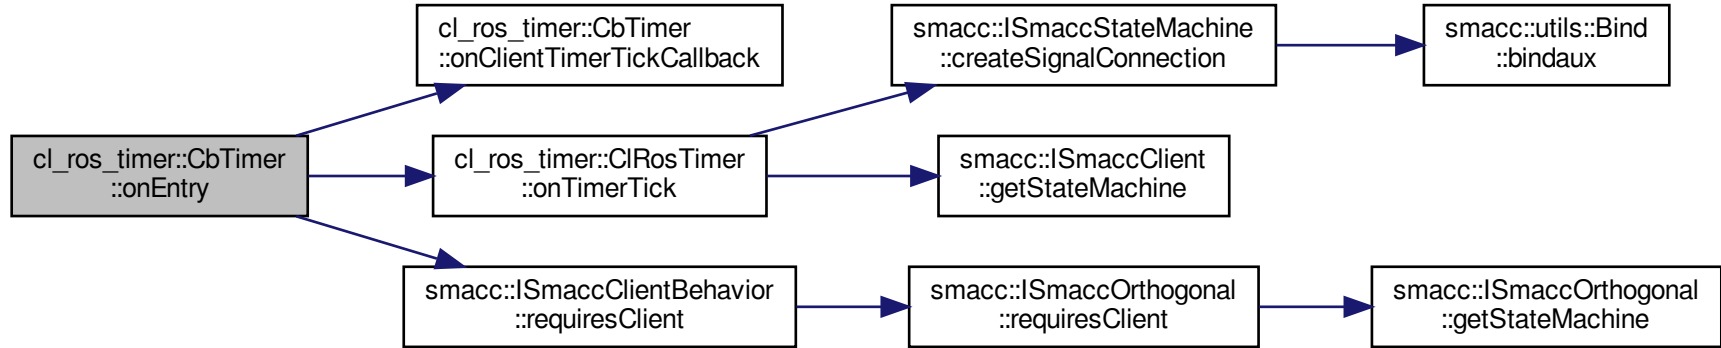 cl_ros_timer::CbTimer
::onEntry
cl_ros_timer::CbTimer
::onClientTimerTickCallback
cl_ros_timer::ClRosTimer
::onTimerTick
smacc::ISmaccClientBehavior
::requiresClient
smacc::ISmaccStateMachine
::createSignalConnection
smacc::ISmaccClient
::getStateMachine
smacc::ISmaccOrthogonal
::requiresClient
smacc::utils::Bind
::bindaux
smacc::ISmaccOrthogonal
::getStateMachine